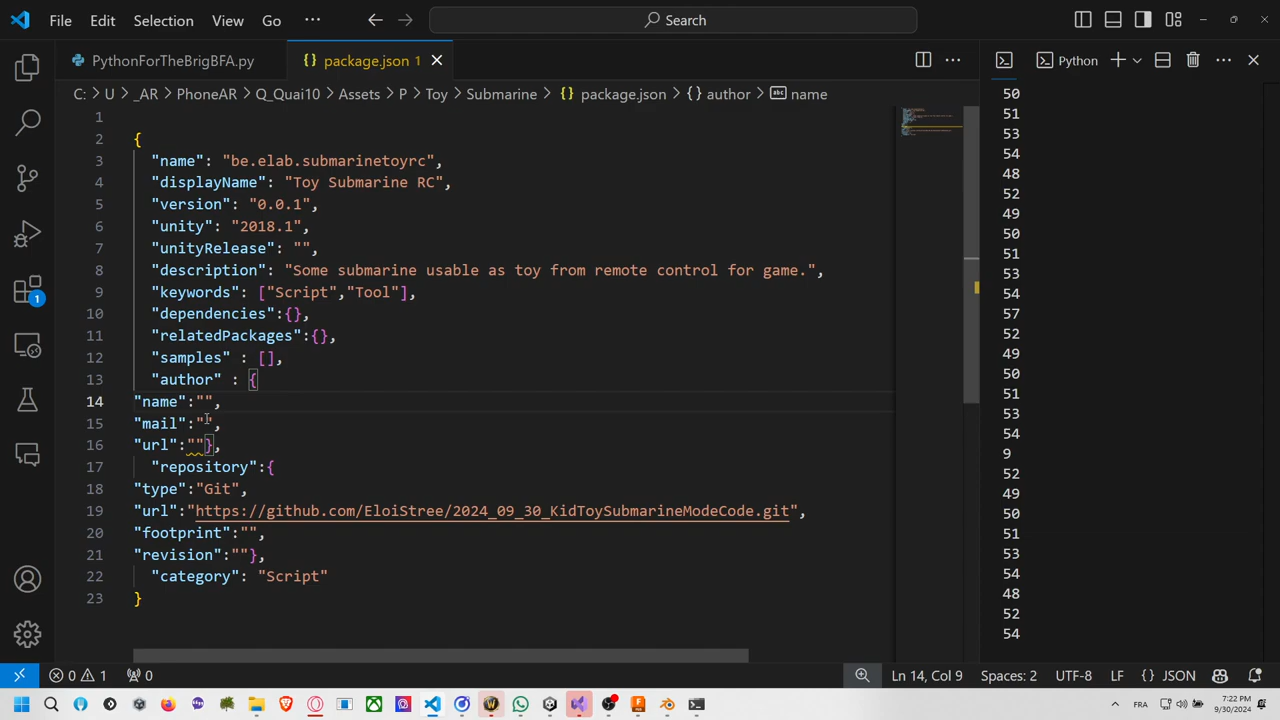 File Edit Selection View Go ··· Search
PythonForTheBrigBFA.py package.json 1 Python
C: > U > _AR > PhoneAR > Q_Quai10 > Assets > P > Toy > Submarine > {} package.json > {} author > abc name
1
2 {
3 "name": "be.elab.submarinetoyrc",
4 "displayName": "Toy Submarine RC",
5 "version": "0.0.1",
6 "unity": "2018.1",
7 "unityRelease": "",
8 "description": "Some submarine usable as toy from remote control for game.",
9 "keywords": ["Script","Tool"],
10 "dependencies":{},
11 "relatedPackages":{},
12 "samples" : [],
13 "author" : {
14 "name":"",
15 "mail":"",
16 "url":""},
17 "repository":{
18 "type":"Git",
19 "url":"https://github.com/EloiStree/2024_09_30_KidToySubmarineModeCode.git",
20 "footprint":"",
21 "revision":""},
22 "category": "Script"
23 }
50
51
53
54
48
52
49
50
51
53
54
57
52
49
50
51
53
54
9
52
49
50
51
53
54
48
52
54
1
0 1 0 Ln 14, Col 9 Spaces: 2 UTF-8 LF {} JSON
FRA 7:22 PM
9/30/2024